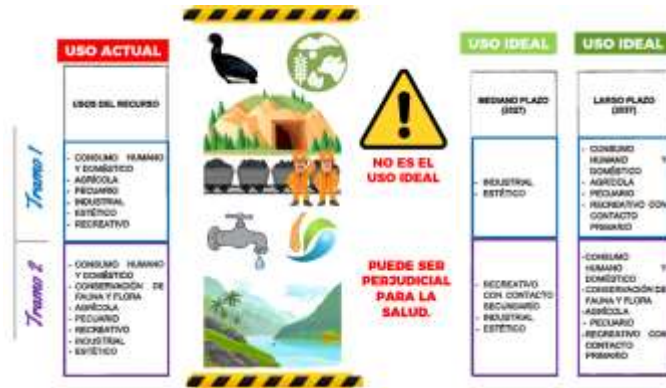 USO ACTUAL
USOS DEL RECURSO
Tramo 1
- CONSUMO HUMANO
Y DOMÉSTICO
- AGRÍCOLA
- PECUARIO
- INDUSTRIAL
- ESTÉTICO
- RECREATIVO
Tramo 2
- CONSUMO HUMANO
Y DOMÉSTICO
- CONSERVACIÓN DE
FAUNA Y FLORA
- AGRÍCOLA
- PECUARIO
- RECREATIVO
- INDUSTRIAL
- ESTÉTICO
NO ES EL
USO IDEAL
PUEDE SER
PERJUDICIAL
PARA LA
SALUD.
USO IDEAL
MEDIANO PLAZO
(2027)
- INDUSTRIAL
- ESTÉTICO
- RECREATIVO
CON CONTACTO
SECUNDARIO
- INDUSTRIAL
- ESTÉTICO
USO IDEAL
LARGO PLAZO
(2037)
- CONSUMO
HUMANO Y
DOMÉSTICO
- AGRÍCOLA
- PECUARIO
- RECREATIVO CON
CONTACTO
PRIMARIO
- CONSUMO
HUMANO Y
DOMÉSTICO
- CONSERVACIÓN DE
FAUNA Y FLORA
- AGRÍCOLA
- PECUARIO
- RECREATIVO CON
CONTACTO
PRIMARIO